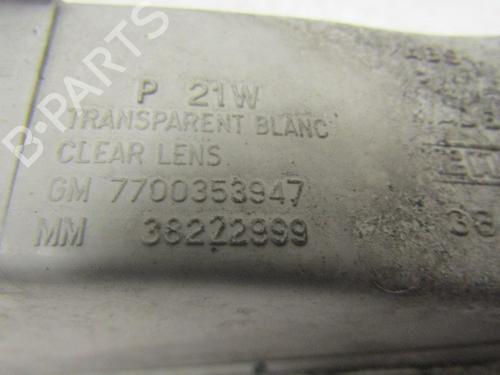 P 21W
TRANSPARENT BLANC
CLEAR LENS
GM 7700353947
MM 38222999
38
B-PARTS